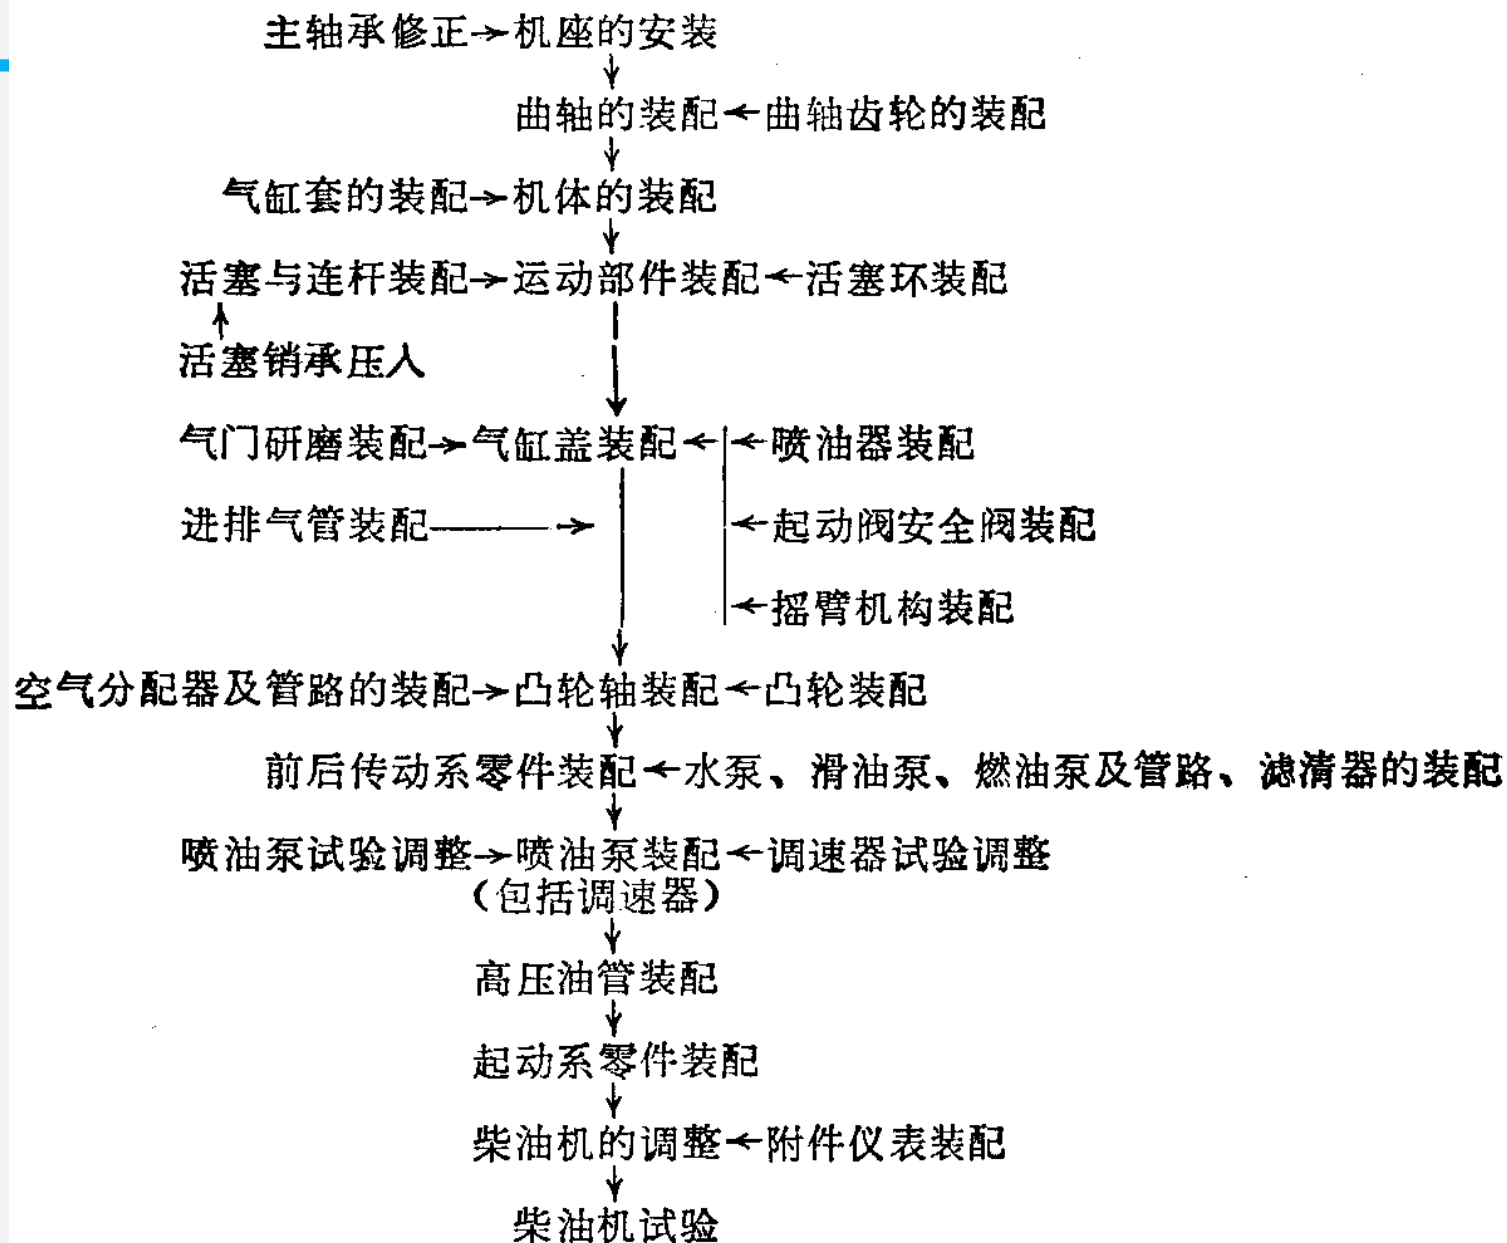 主轴承修正→机座的安装
曲轴的装配←曲轴齿轮的装配
气缸套的装配→机体的装配
活塞与连杆装配→运动部件装配←活塞环装配
活塞销承压入
气门研磨装配→气缸盖装配← ←喷油器装配
进排气管装配→ ←起动阀安全阀装配
←摇臂机构装配
空气分配器及管路的装配→凸轮轴装配←凸轮装配
前后传动系零件装配←水泵、滑油泵、燃油泵及管路、滤清器的装配
喷油泵试验调整→喷油泵装配←调速器试验调整
（包括调速器）
高压油管装配
起动系零件装配
柴油机的调整←附件仪表装配
柴油机试验